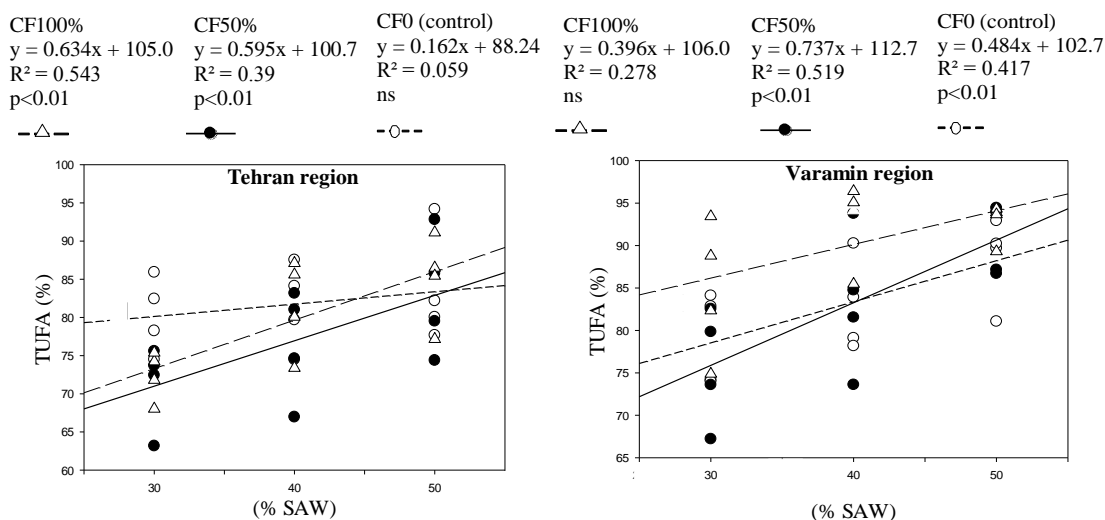 CF100%
y = 0.634x + 105.0
R² = 0.543
p<0.01
CF50%
y = 0.595x + 100.7
R² = 0.39
p<0.01
CF0 (control)
y = 0.162x + 88.24
R² = 0.059
ns
CF100%
y = 0.396x + 106.0
R² = 0.278
ns
CF50%
y = 0.737x + 112.7
R² = 0.519
p<0.01
CF0 (control)
y = 0.484x + 102.7
R² = 0.417
p<0.01
Tehran region
TUFA (%)
100
95
90
85
80
75
70
65
60
30
40
50
(% SAW)
Varamin region
TUFA (%)
100
95
90
85
80
75
70
65
30
40
50
(% SAW)